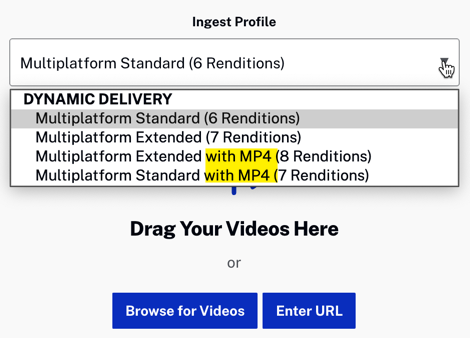 Ingest Profile
Multiplatform Standard (6 Renditions)
DYNAMIC DELIVERY
Multiplatform Standard (6 Renditions)
Multiplatform Extended (7 Renditions)
Multiplatform Extended with MP4 (8 Renditions)
Multiplatform Standard with MP4 (7 Renditions)
Drag Your Videos Here
or
Browse for Videos
Enter URL